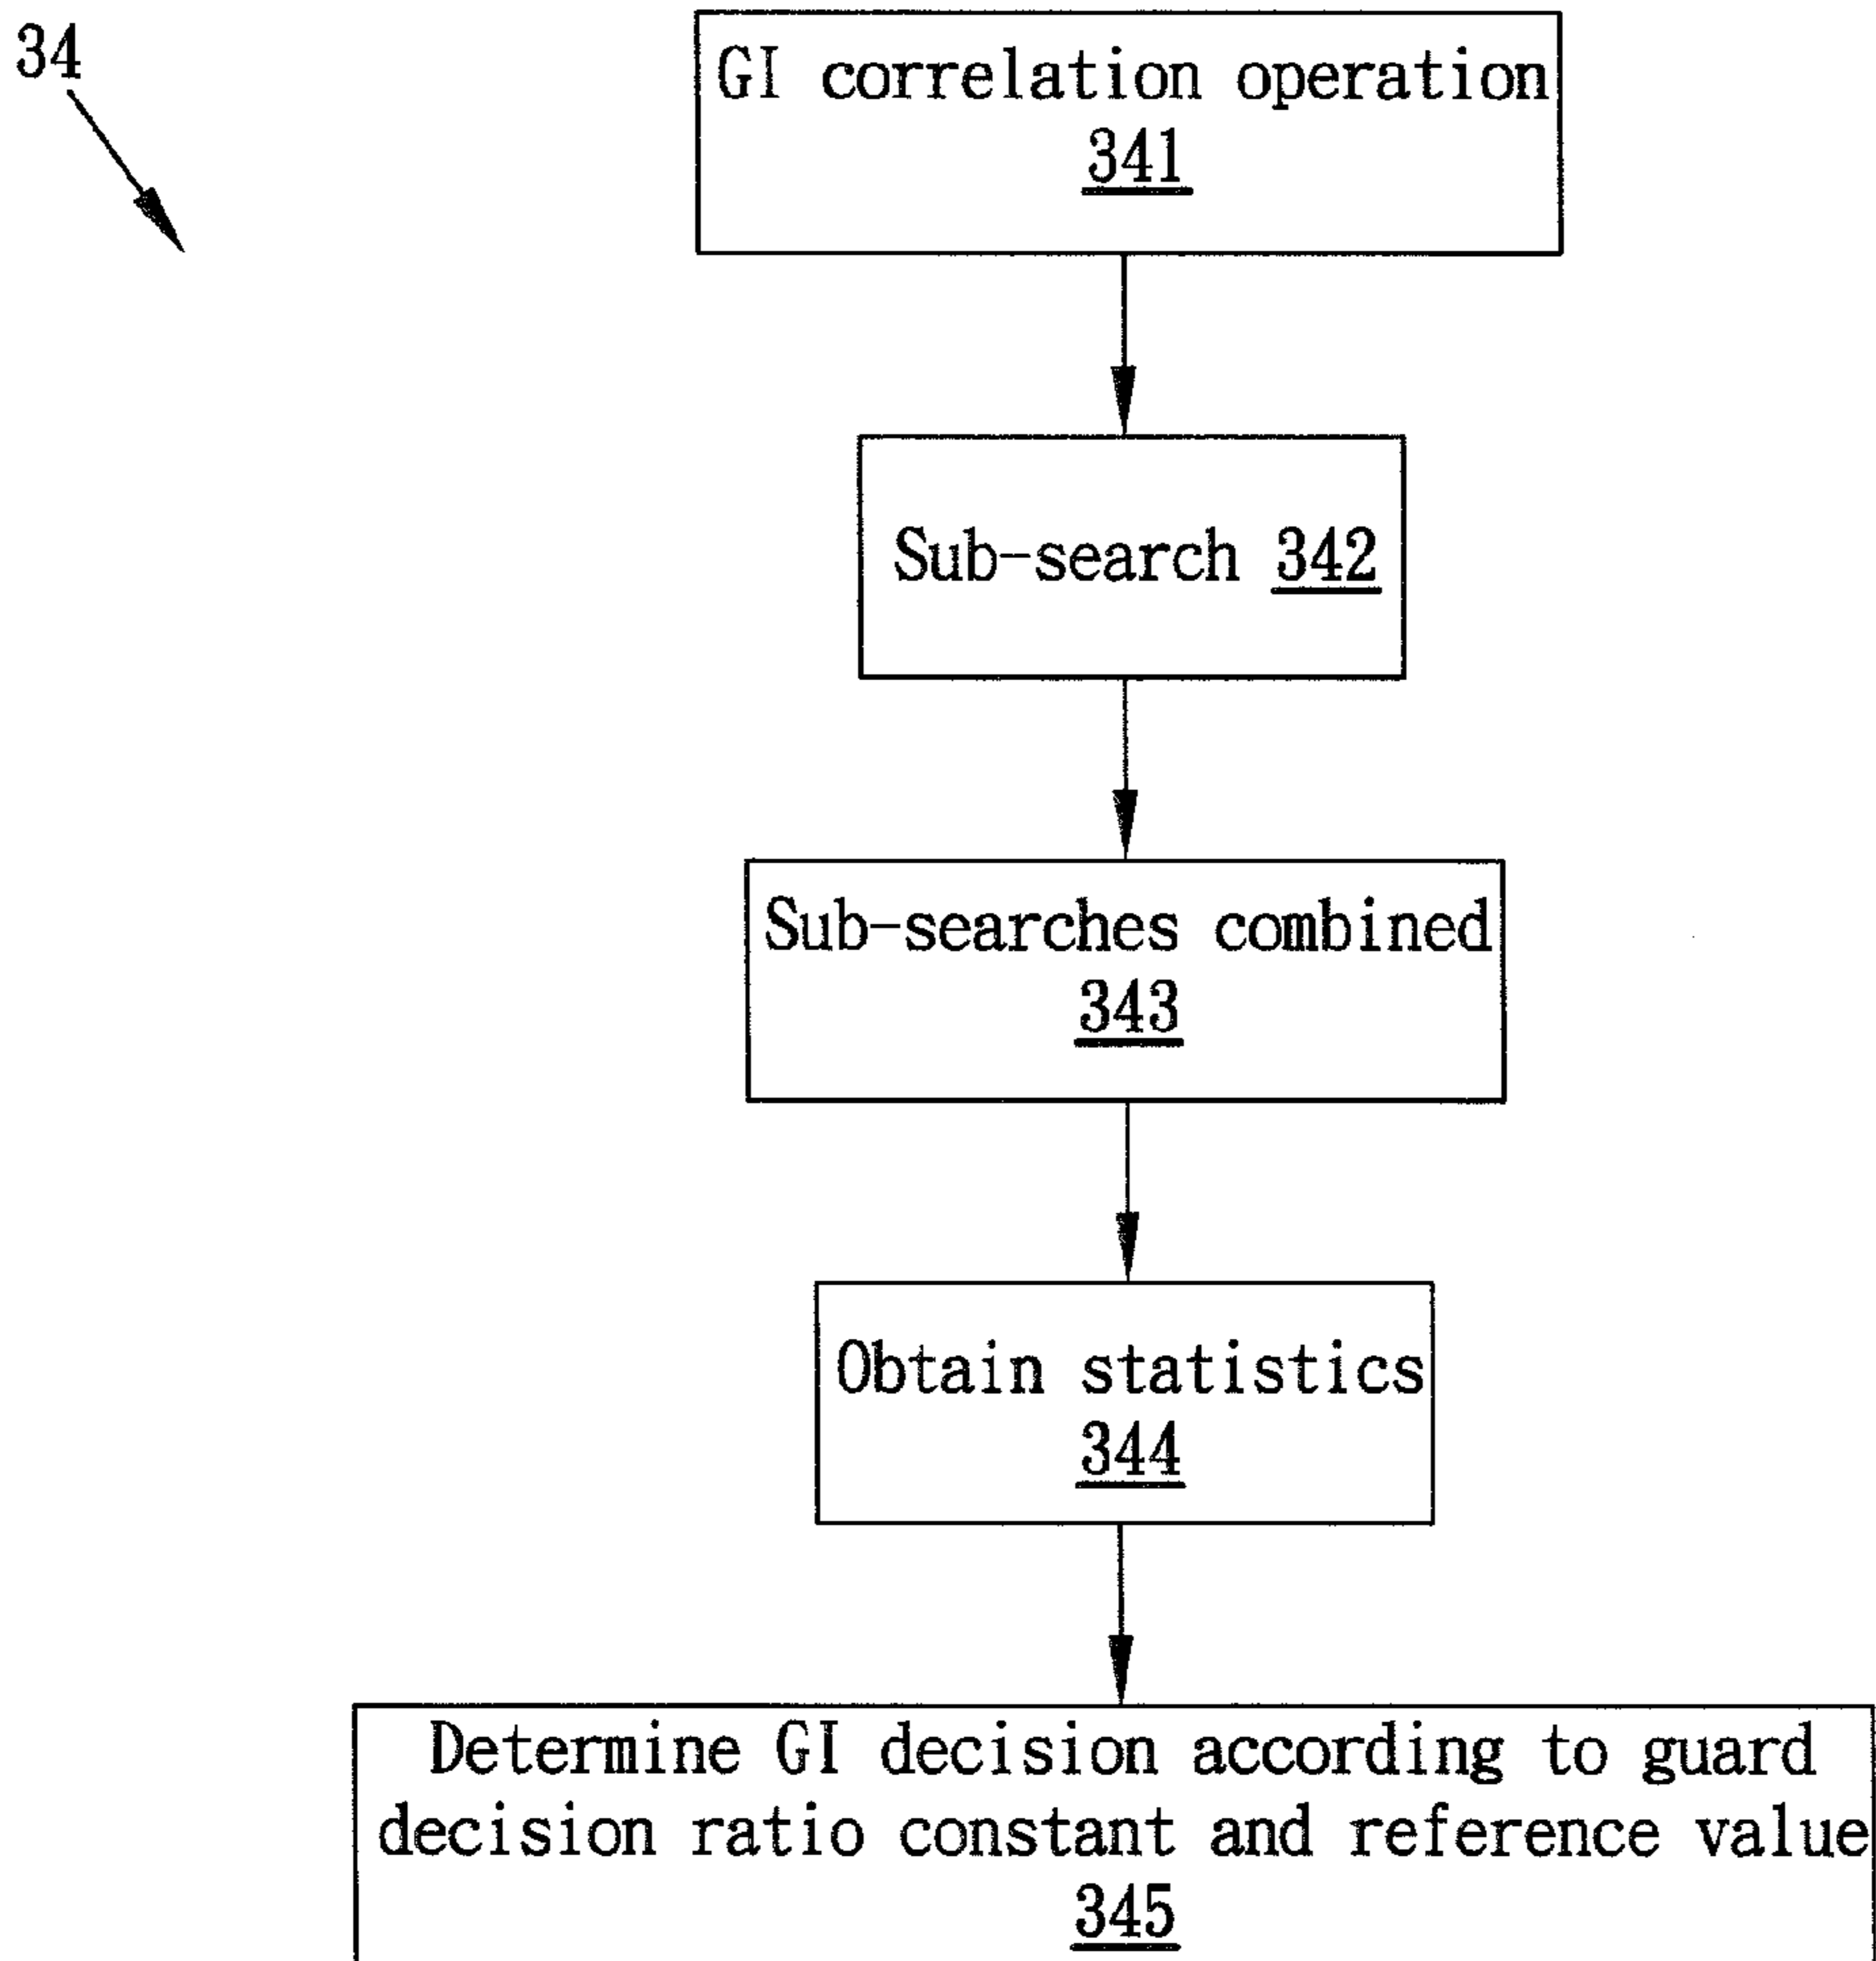 34
GI correlation operation
341
Sub-search 342
Sub-searches combined
343
Obtain statistics
344
Determine GI decision according to guard
decision ratio constant and reference value
345